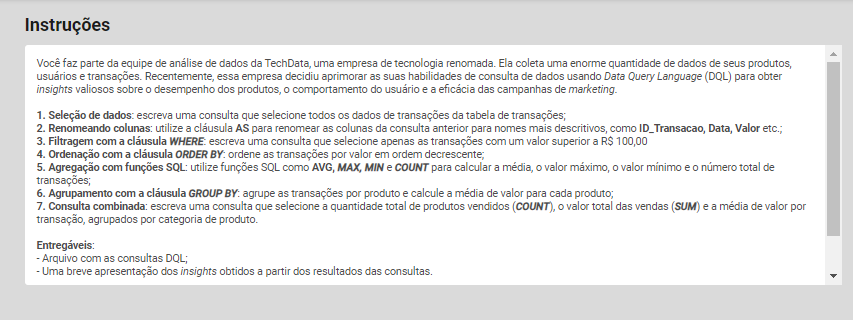 Instruções
Você faz parte da equipe de análise de dados da TechData, uma empresa de tecnologia renomada. Ela coleta uma enorme quantidade de dados de seus produtos,
usuários e transações. Recentemente, essa empresa decidiu aprimorar as suas habilidades de consulta de dados usando Data Query Language (DQL) para obter
insights valiosos sobre o desempenho dos produtos, o comportamento do usuário e a eficácia das campanhas de marketing.
1. Seleção de dados: escreva uma consulta que selecione todos os dados de transações da tabela de transações;
2. Renomeando colunas: utilize a cláusula AS para renomear as colunas da consulta anterior para nomes mais descritivos, como ID_Transacao, Data, Valor etc.;
3. Filtragem com a cláusula WHERE: escreva uma consulta que selecione apenas as transações com um valor superior a R$ 100,00
4. Ordenação com a cláusula ORDER BY: ordene as transações por valor em ordem decrescente;
5. Agregação com funções SQL: utilize funções SQL como AVG, MAX, MIN e COUNT para calcular a média, o valor máximo, o valor mínimo e o número total de
transações;
6. Agrupamento com a cláusula GROUP BY: agrupe as transações por produto e calcule a média de valor para cada produto;
7. Consulta combinada: escreva uma consulta que selecione a quantidade total de produtos vendidos (COUNT), o valor total das vendas (SUM) e a média de valor por
transação, agrupados por categoria de produto.
Entregáveis:
- Arquivo com as consultas DQL;
- Uma breve apresentação dos insights obtidos a partir dos resultados das consultas.